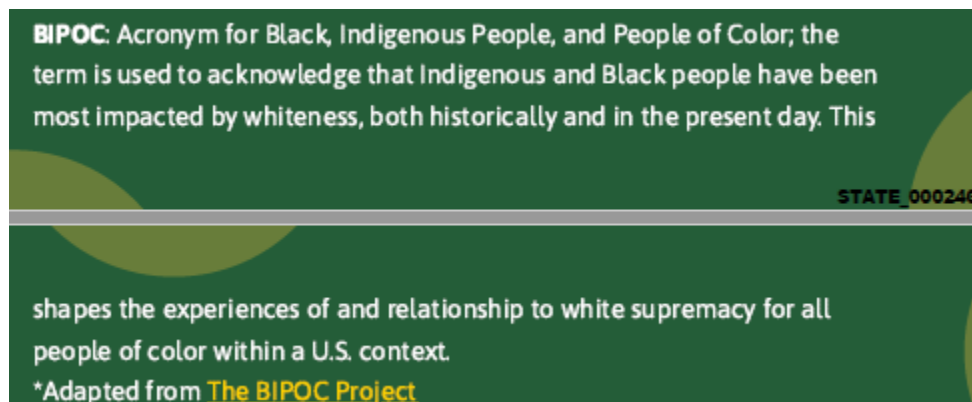 BIPOC: Acronym for Black, Indigenous People, and People of Color; the
term is used to acknowledge that Indigenous and Black people have been
most impacted by whiteness, both historically and in the present day. This
STATE_000240
shapes the experiences of and relationship to white supremacy for all
people of color within a U.S. context.
*Adapted from The BIPOC Project